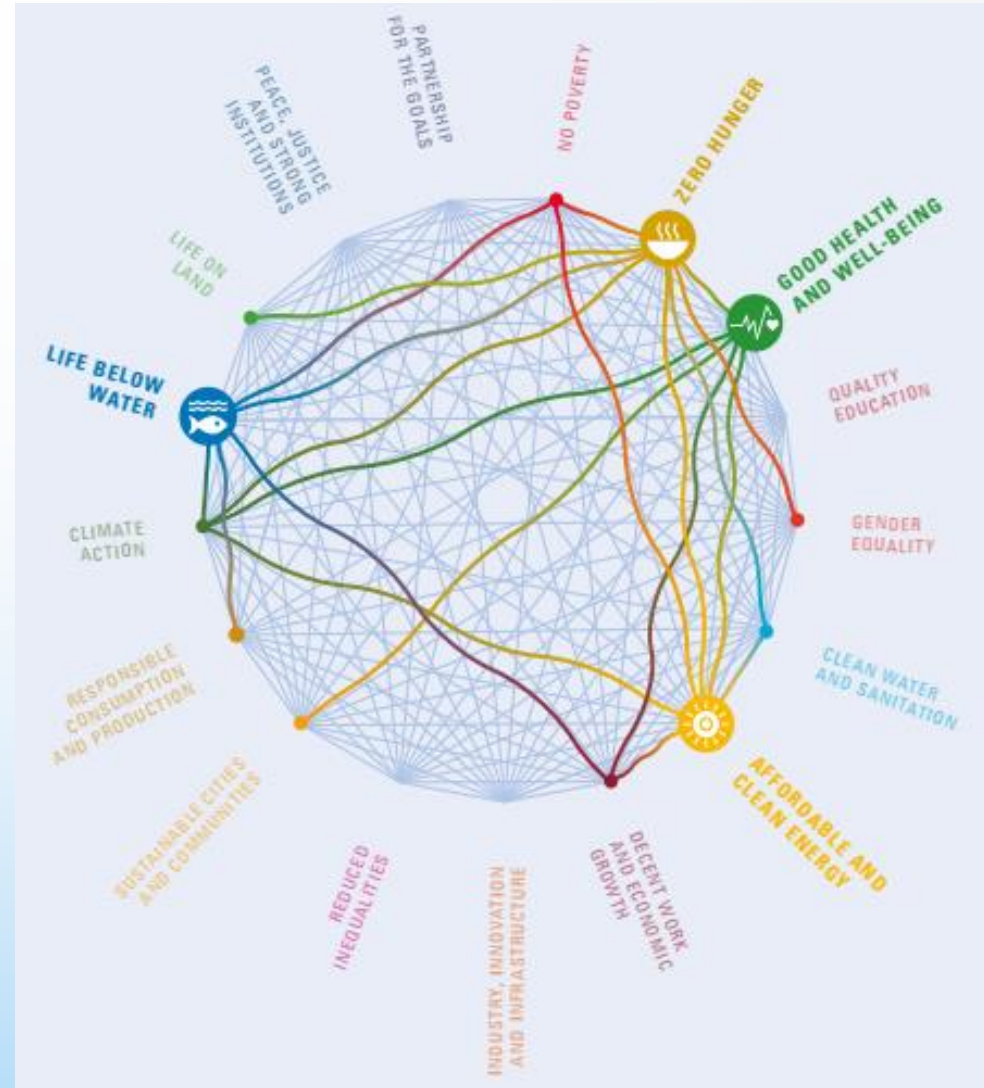 PARTNERSHIP
FOR THE GOALS
NO POVERTY
ZERO HUNGER
GOOD HEALTH
AND WELL-BEING
QUALITY
EDUCATION
GENDER
EQUALITY
CLEAN WATER
AND SANITATION
AFFORDABLE AND
CLEAN ENERGY
DECENT WORK
AND ECONOMIC
GROWTH
INDUSTRY, INNOVATION
AND INFRASTRUCTURE
REDUCED
INEQUALITIES
SUSTAINABLE CITIES
AND COMMUNITIES
RESPONSIBLE
CONSUMPTION
AND PRODUCTION
CLIMATE
ACTION
LIFE BELOW
WATER
LIFE ON
LAND
PEACE, JUSTICE
AND STRONG
INSTITUTIONS